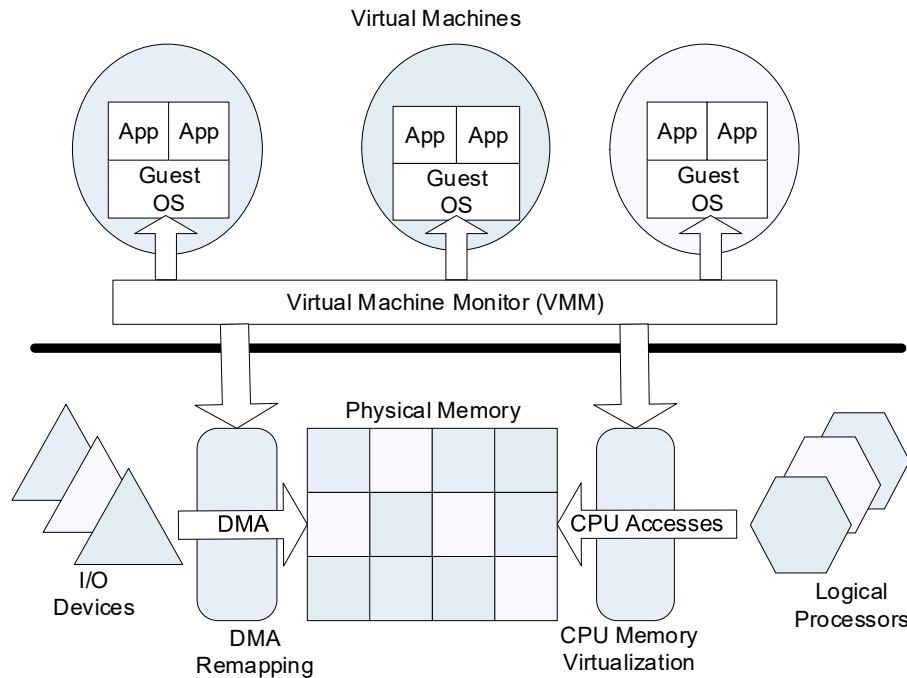 Virtual Machines
App App
Guest
OS
App App
Guest
OS
App App
Guest
OS
Virtual Machine Monitor (VMM)
Physical Memory
DMA
CPU Accesses
I/O
Devices
DMA
Remapping
CPU Memory
Virtualization
Logical
Processors